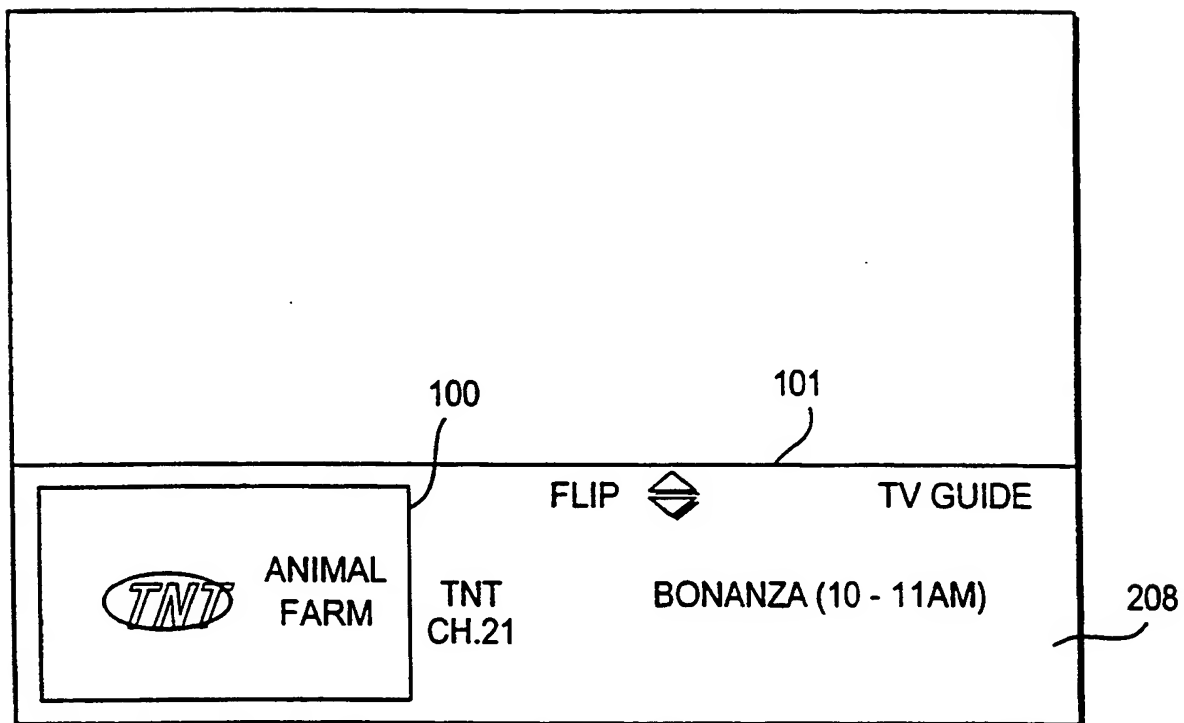 100
101
FLIP
TV GUIDE
TNT
ANIMAL
FARM
TNT
CH.21
BONANZA (10 - 11AM)
208